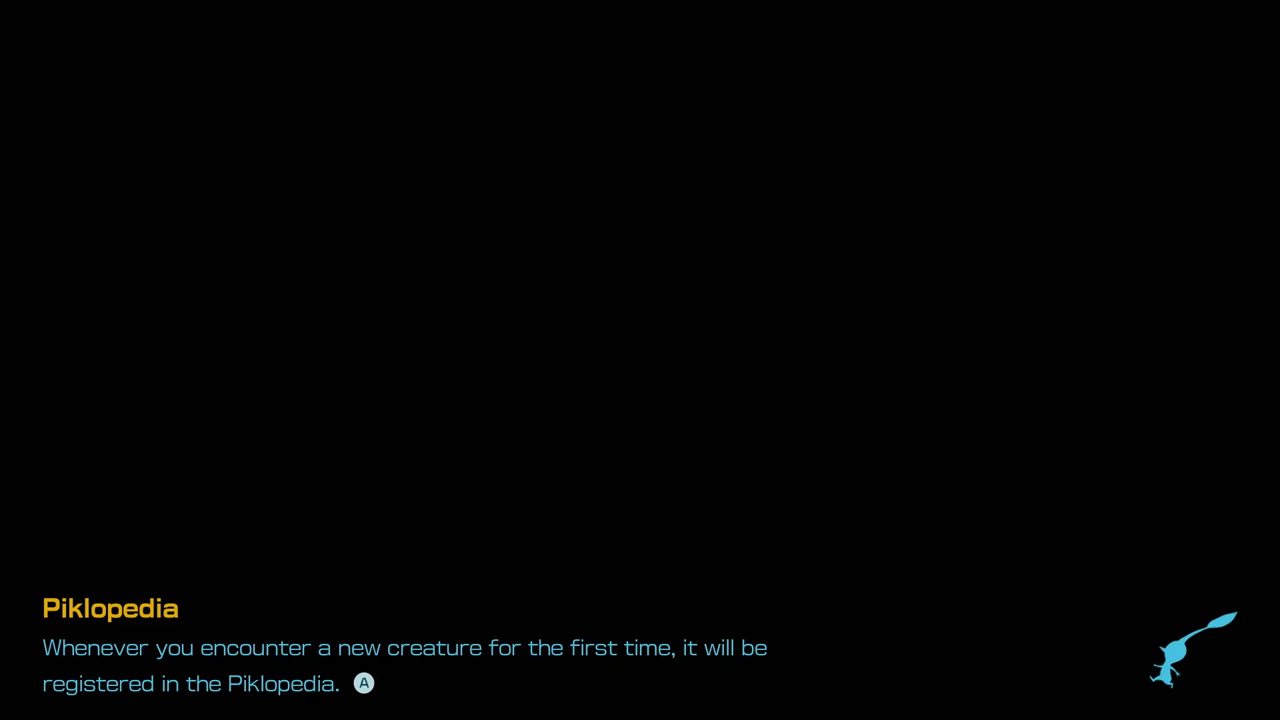 Piklopedia
Whenever you encounter a new creature for the first time, it will be
registered in the Piklopedia. A